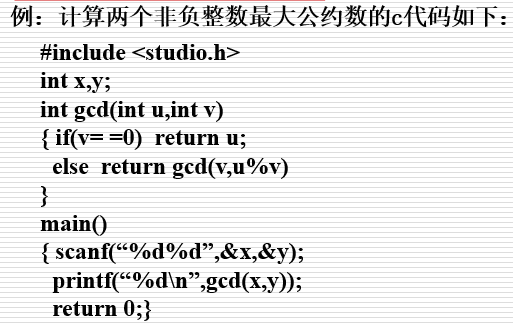 例：计算两个非负整数最大公约数的c代码如下：
#include <studio.h>
int x,y;
int gcd(int u,int v)
{ if(v= =0)  return u;
else  return gcd(v,u%v)
}
main()
{ scanf(“%d%d”,&x,&y);
printf(“%d\n”,gcd(x,y));
return 0;}